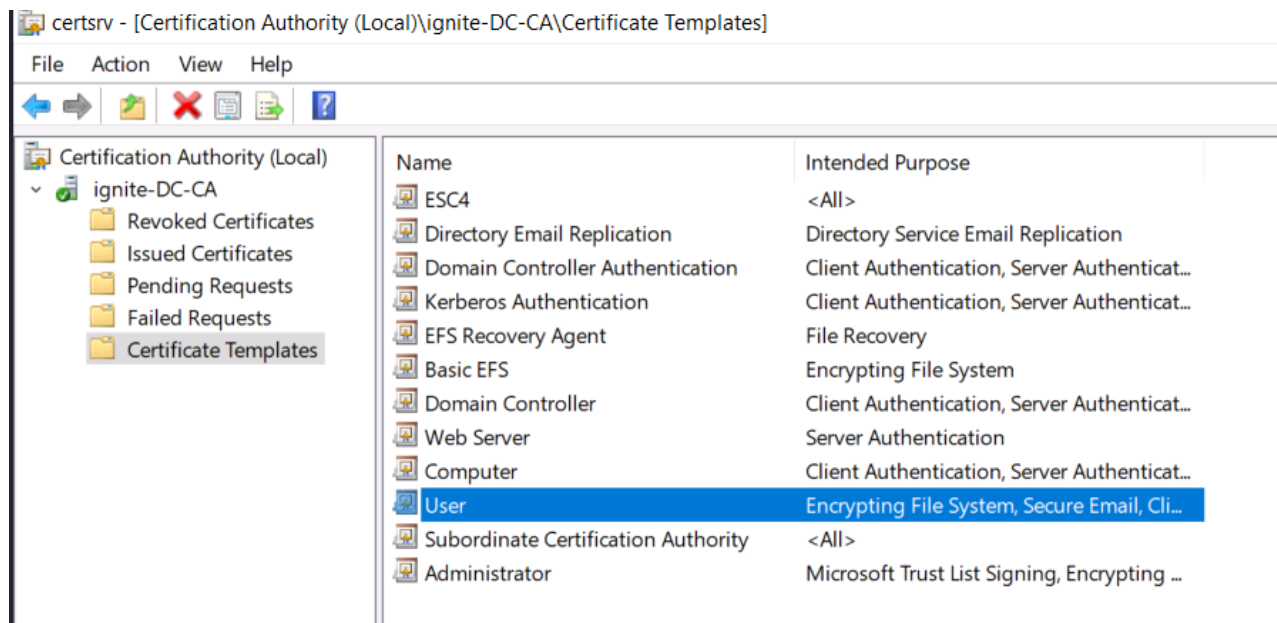 certsrv - [Certification Authority (Local)\ignite-DC-CA\Certificate Templates]
File Action View Help
Certification Authority (Local)
ignite-DC-CA
Revoked Certificates
Issued Certificates
Pending Requests
Failed Requests
Certificate Templates
Name Intended Purpose
ESC4 <All>
Directory Email Replication Directory Service Email Replication
Domain Controller Authentication Client Authentication, Server Authenticat...
Kerberos Authentication Client Authentication, Server Authenticat...
EFS Recovery Agent File Recovery
Basic EFS Encrypting File System
Domain Controller Client Authentication, Server Authenticat...
Web Server Server Authentication
Computer Client Authentication, Server Authenticat...
User Encrypting File System, Secure Email, Cli...
Subordinate Certification Authority <All>
Administrator Microsoft Trust List Signing, Encrypting ...